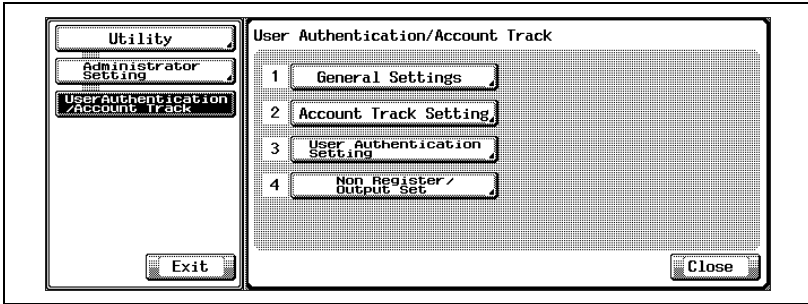 Utility
Administrator
Setting
UserAuthentication
/Account Track
Exit
User Authentication/Account Track
1 General Settings
2 Account Track Setting
3 User Authentication
Setting
4 Non Register/
Output Set
Close